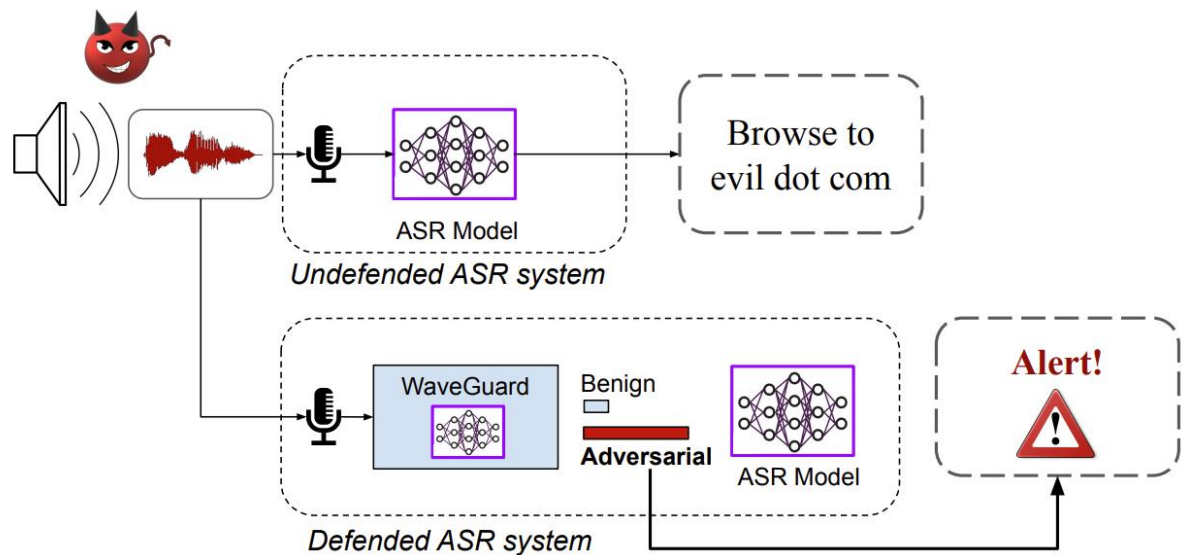 Browse to
evil dot com
ASR Model
Undefended ASR system
WaveGuard
Benign
Adversarial
ASR Model
Defended ASR system
Alert!
!